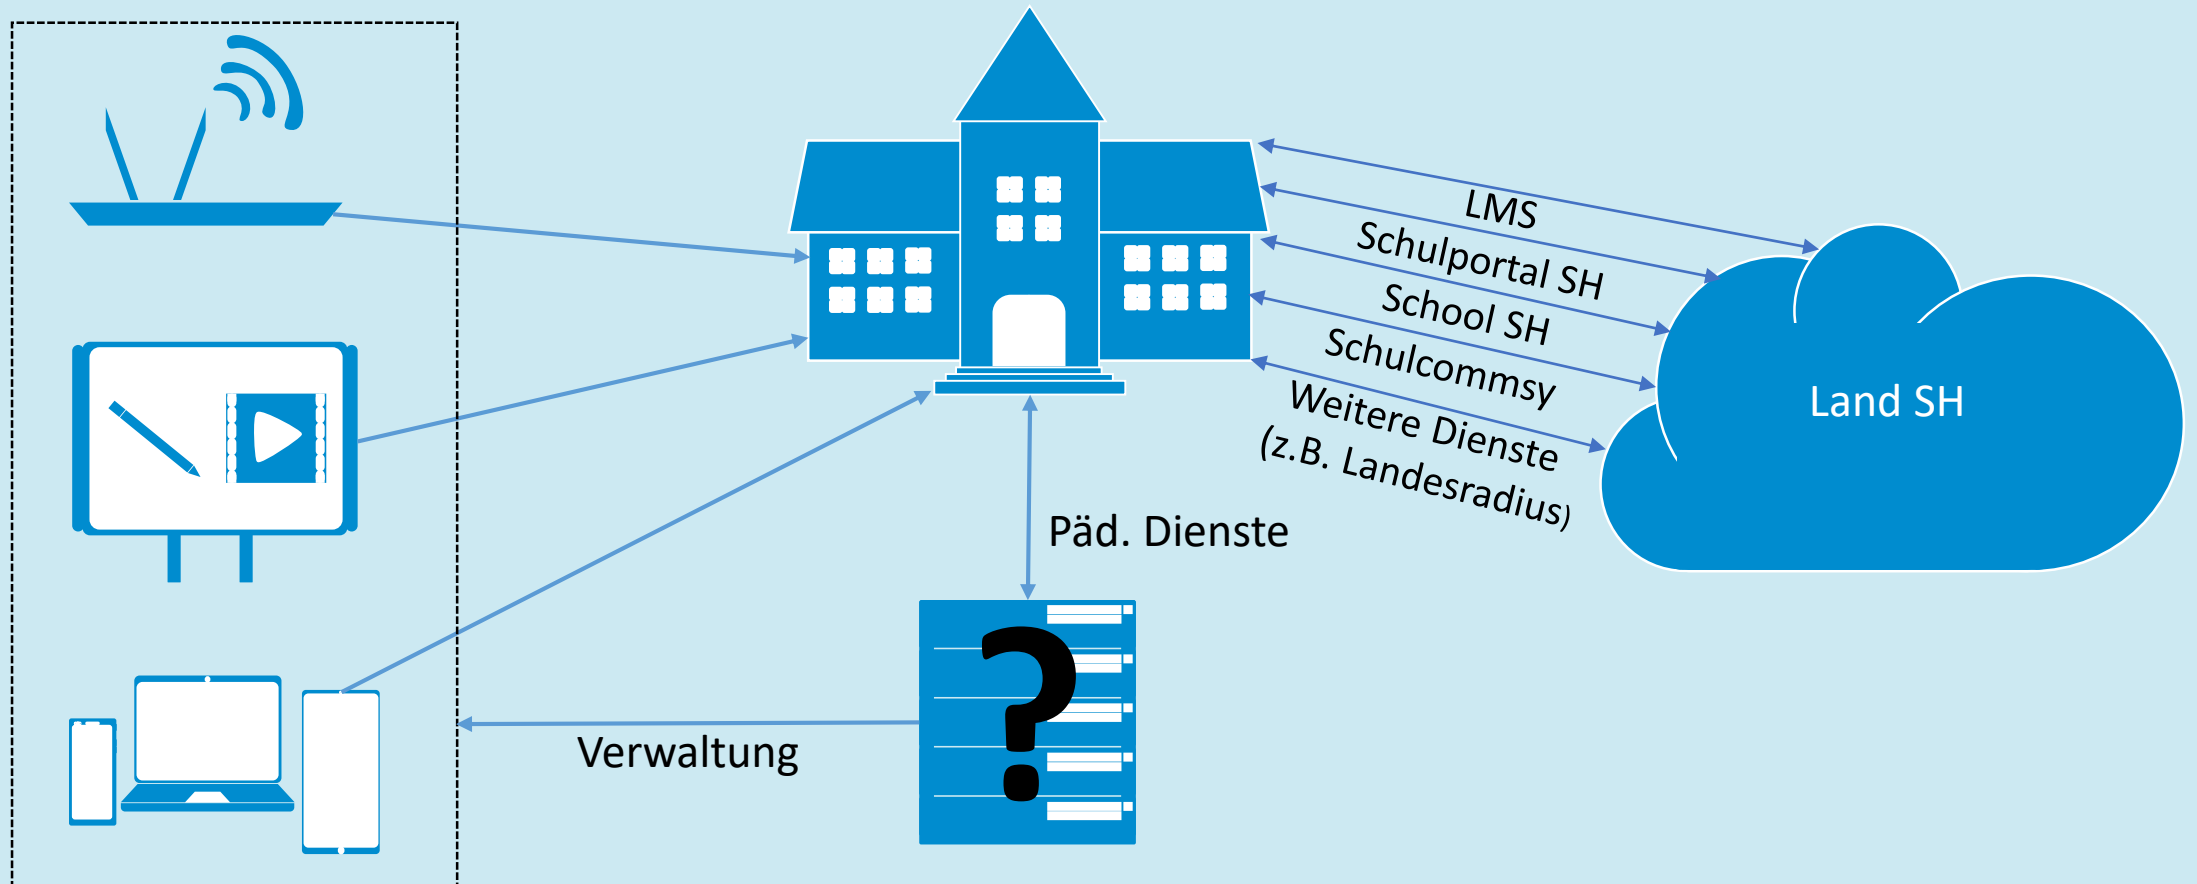 LMS
Schulportal SH
School SH
Schulcommsy
Weitere Dienste
(z.B. Landesradius)
Land SH
Päd. Dienste
?
Verwaltung